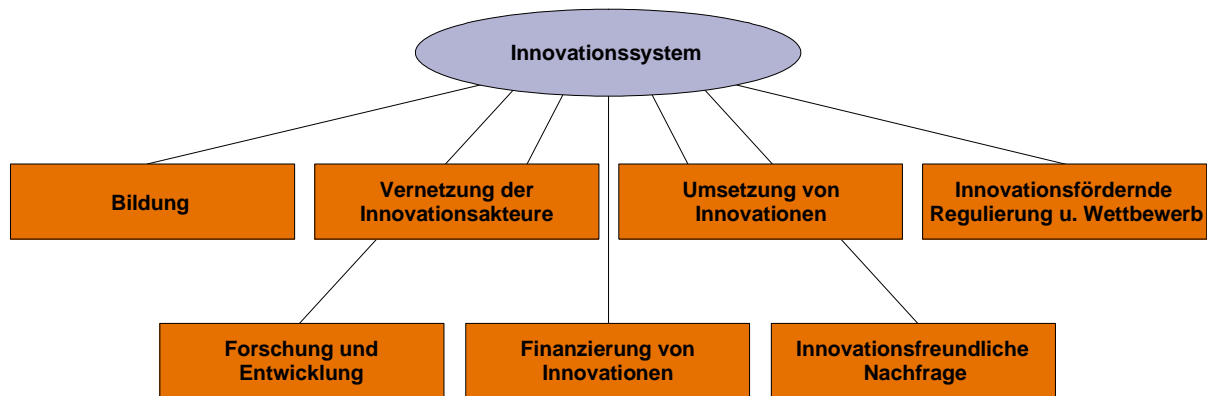 Innovationssystem
Bildung
Vernetzung der
Innovationsakteure
Umsetzung von
Innovationen
Innovationsfördernde
Regulierung u. Wettbewerb
Forschung und
Entwicklung
Finanzierung von
Innovationen
Innovationsfreundliche
Nachfrage